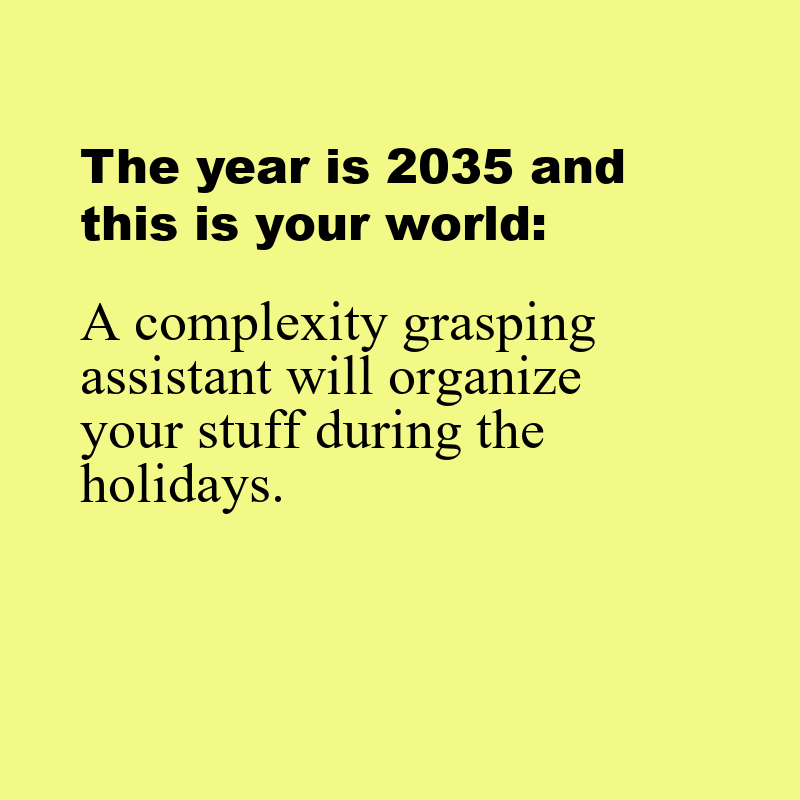 The year is 2035 and
this is your world:
A complexity grasping
assistant will organize
your stuff during the
holidays.